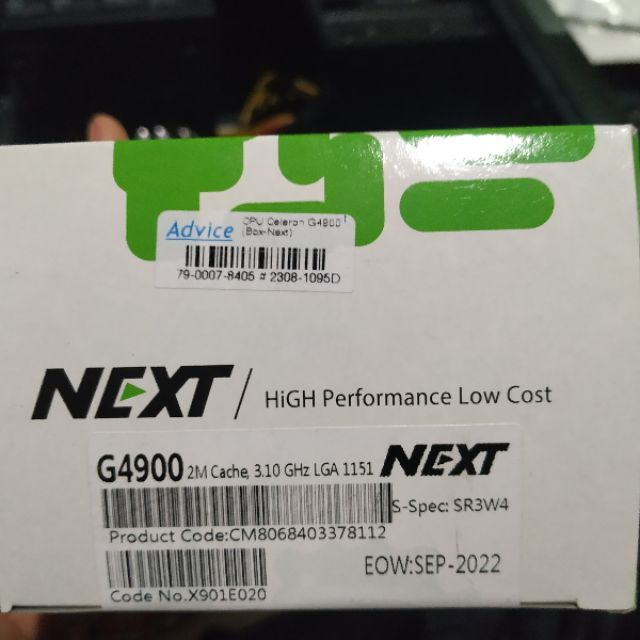 Advice CPU Celeron G4900
(Box-Next)
79-0007-8405 # 2308-1095D
NEXT / HiGH Performance Low Cost
G4900 2M Cache, 3.10 GHz LGA 1151 NEXT
S-Spec: SR3W4
Product Code:CM8068403378112
EOW:SEP-2022
Code No.X901E020